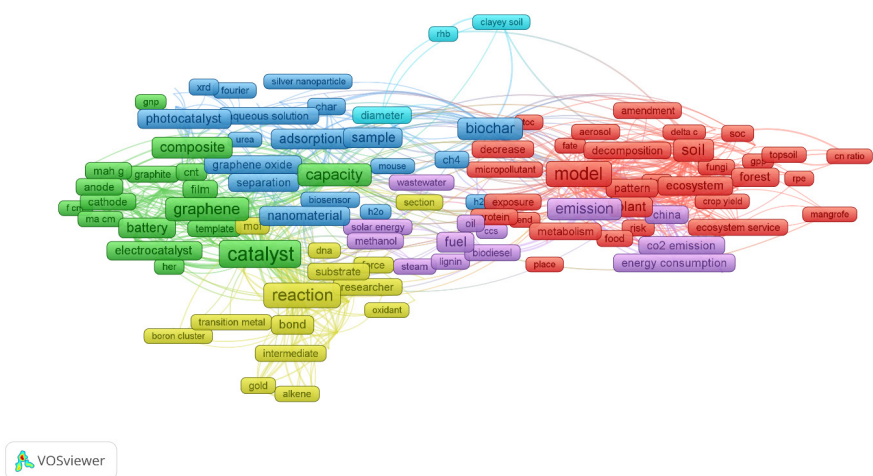 clayey soil
rhb
xrd
fourier
silver nanoparticle
gnp
char
diameter
amendment
photocatalyst
aqueous solution
biochar
toc
aerosol
delta c
soc
urea
adsorption
sample
composite
decrease
fate
decomposition
soil
topsoil
cn ratio
graphene oxide
mouse
ch4
micropollutant
model
fungi
gps
forest
rpe
mah g
graphite
cnt
separation
capacity
wastewater
pattern
ecosystem
anode
film
cathode
biosensor
section
h2
exposure
emission
plant
crop yield
graphene
nanomaterial
h2o
protein
end
china
mangrofe
ma cm
battery
template
mof
solar energy
oil
ccs
metabolism
risk
ecosystem service
methanol
fuel
food
co2 emission
electrocatalyst
catalyst
dna
biodiesel
her
substrate
force
steam
lignin
place
energy consumption
reaction
researcher
oxidant
transition metal
bond
boron cluster
intermediate
gold
alkene
VOSviewer